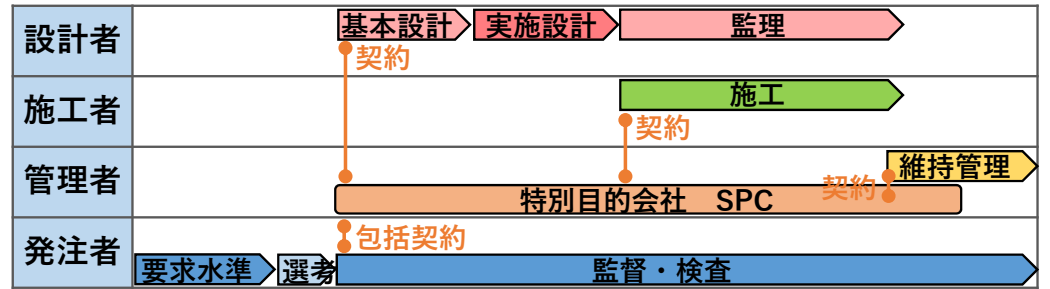 設計者
基本設計
実施設計
監理
契約
施工者
施工
契約
管理者
維持管理
契約
特別目的会社 SPC
発注者
包括契約
要求水準
選考
監督・検査